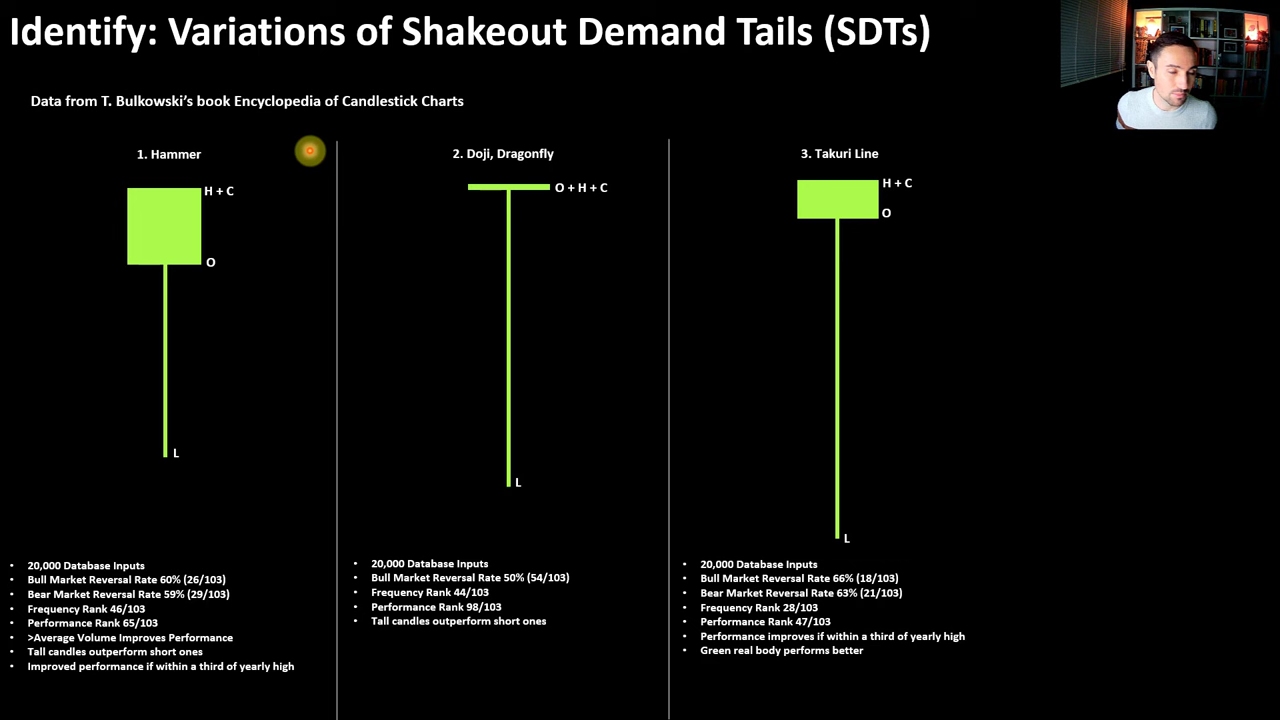 Identify: Variations of Shakeout Demand Tails (SDTs)
Data from T. Bulkowski's book Encyclopedia of Candlestick Charts
1. Hammer
H + C
O
L
• 20,000 Database Inputs
• Bull Market Reversal Rate 60% (26/103)
• Bear Market Reversal Rate 59% (29/103)
• Frequency Rank 46/103
• Performance Rank 65/103
• >Average Volume Improves Performance
• Tall candles outperform short ones
• Improved performance if within a third of yearly high
2. Doji, Dragonfly
O + H + C
L
• 20,000 Database Inputs
• Bull Market Reversal Rate 50% (54/103)
• Frequency Rank 44/103
• Performance Rank 98/103
• Tall candles outperform short ones
3. Takuri Line
H + C
O
L
• 20,000 Database Inputs
• Bull Market Reversal Rate 66% (18/103)
• Bear Market Reversal Rate 63% (21/103)
• Frequency Rank 28/103
• Performance Rank 47/103
• Performance improves if within a third of yearly high
• Green real body performs better